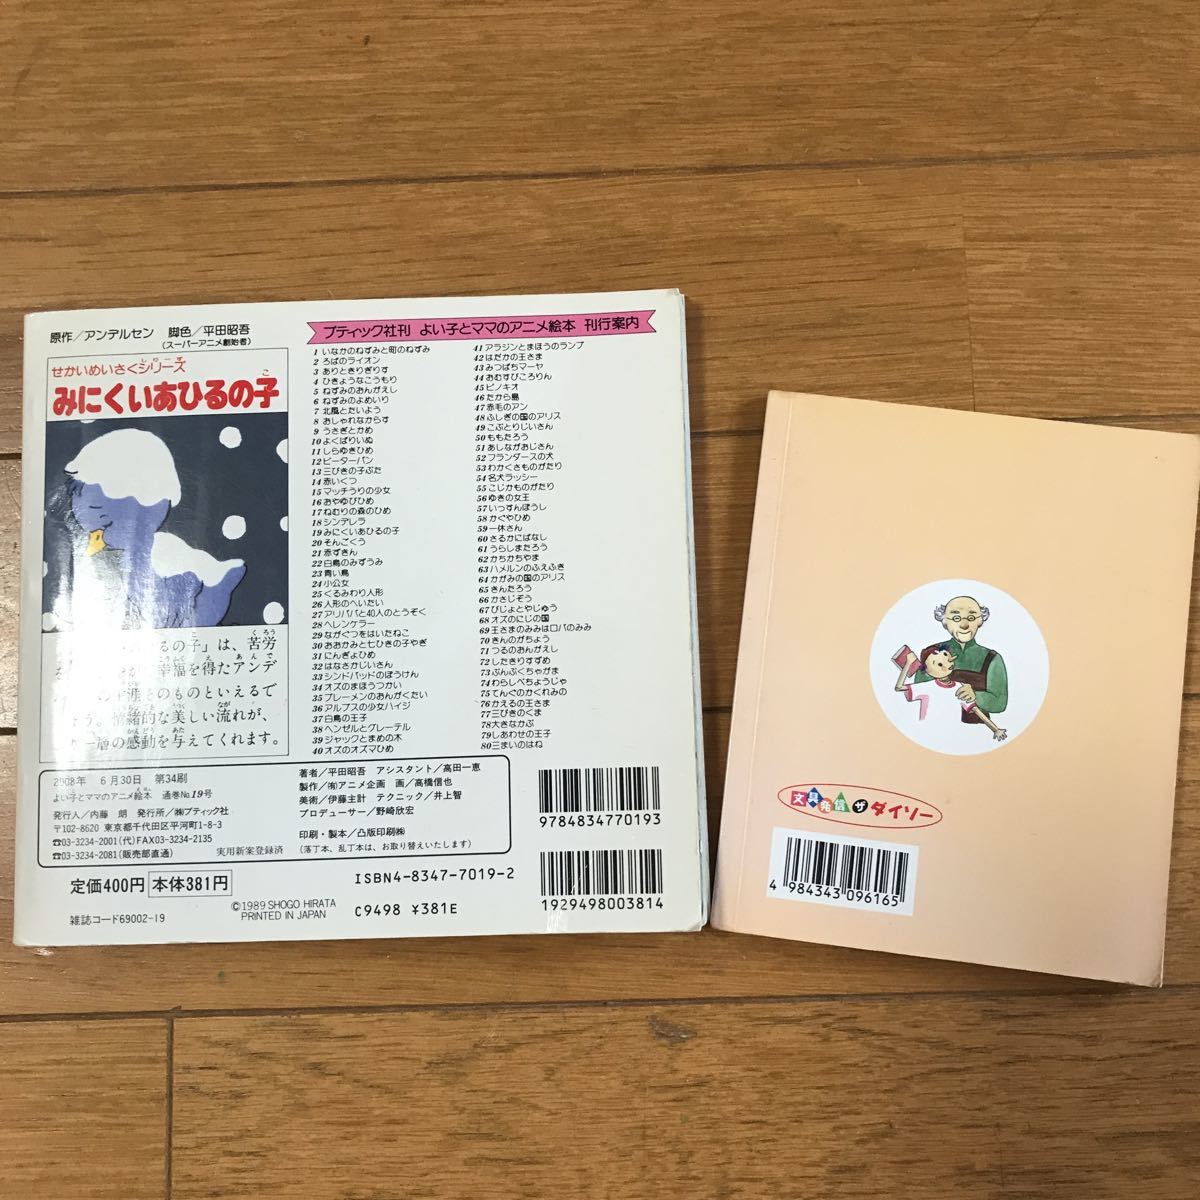 原作/アンデルセン 脚色/平田昭吾
(スーパーアニメ創始者)
せかいめいさくシリーズ
みにくいあひるの子
るの子」は、苦労
幸福を得たアンデ
生涯そのものといえるで
情緒的な美しい流れが、
一層の感動を与えてくれます。
ブティック社刊 よい子とママのアニメ絵本 刊行案内
1 いなかのねずみと町のねずみ
2 ろばのライオン
3 ありときりぎりす
4 ひきょうなこうもり
5 ねずみのおんがえし
6 ねずみのよめいり
7 北風とたいよう
8 おしゃれなからす
9 うさぎとかめ
10 よくばりいぬ
11 しらゆきひめ
12 ピーターパン
13 三びきの子ぶた
14 赤いくつ
15 マッチうりの少女
16 おやゆびひめ
17 ねむりの森のひめ
18 シンデレラ
19 みにくいあひるの子
20 そんごくう
21 赤ずきん
22 白鳥のみずうみ
23 青い鳥
24 小公女
25 くるみわり人形
26 人形のへいたい
27 アリババと40人のとうぞく
28 ヘレンケラー
29 ながぐつをはいたねこ
30 おおかみと七ひきの子やぎ
31 にんぎょひめ
32 はなさかじいさん
33 シンドバッドのぼうけん
34 オズのまほうつかい
35 ブレーメンのおんがくたい
36 アルプスの少女ハイジ
37 白鳥の王子
38 ヘンゼルとグレーテル
39 ジャックとまめの木
40 オズのオズマひめ
41 アラジンとまほうのランプ
42 はだかの王さま
43 みつばちマーヤ
44 おむすびころりん
45 ピノキオ
46 たから島
47 赤毛のアン
48 ふしぎの国のアリス
49 こぶとりじいさん
50 ももたろう
51 あしながおじさん
52 フランダースの犬
53 わかくさものがたり
54 名犬ラッシー
55 こじかものがたり
56 ゆきの女王
57 いっすんぼうし
58 かぐやひめ
59 一休さん
60 さるかにばなし
61 うらしまたろう
62 かちかちやま
63 ハメルンのふえふき
64 かがみの国のアリス
65 きんたろう
66 かさじぞう
67 びじょとやじゅう
68 オズのにじの国
69 王さまのみみはロバのみみ
70 きんのがちょう
71 つるのおんがえし
72 したきりすずめ
73 ぶんぶくちゃがま
74 わらしべちょうじゃ
75 てんぐのかくれみの
76 かえるの王さま
77 三びきのくま
78 大きなかぶ
79 しあわせの王子
80 三まいのはね
2008年 6月30日 第34刷
よい子とママのアニメ絵本 通巻No.19号
発行人/内藤 朗 発行所/㈱ブティック社
〒102-8620 東京都千代田区平河町1-8-3
☎03-3234-2001(代)FAX03-3234-2135
☎03-3234-2081(販売部直通) 実用新案登録済
著者/平田昭吾 アシスタント/高田一恵
製作/㈲アニメ企画 画/高橋信也
美術/伊藤主計 テクニック/井上智
プロデューサー/野崎欣宏
印刷・製本/凸版印刷㈱
(落丁本、乱丁本は、お取り替えいたします)
定価400円 本体381円
雑誌コード69002-19
©1989 SHOGO HIRATA
PRINTED IN JAPAN
ISBN4-8347-7019-2
C9498 ¥381E
9784834770193
1929498003814
文具発信 ザ ダイソー
4 984343 096165